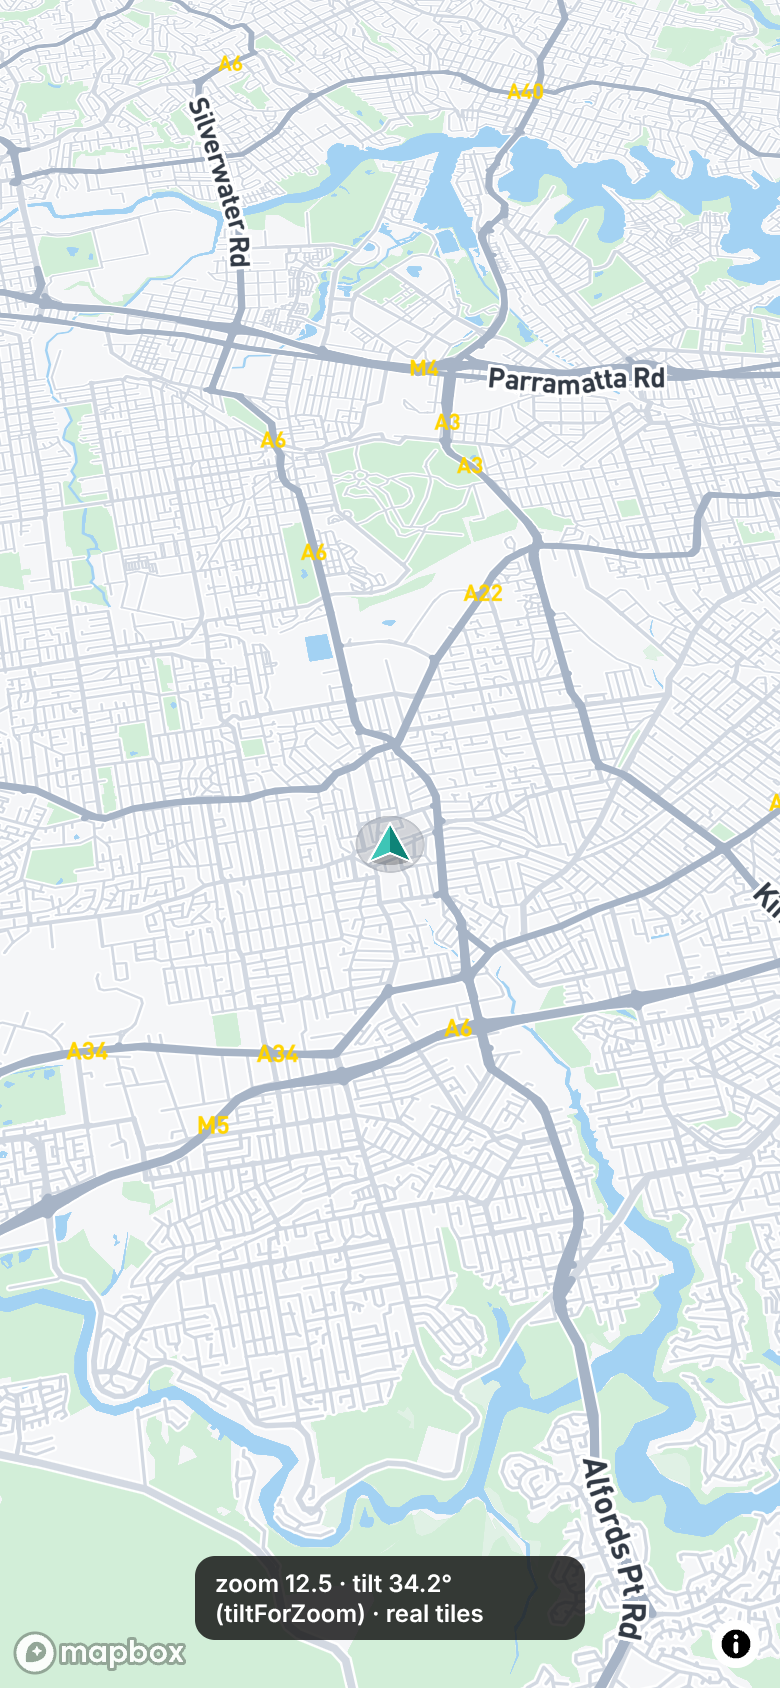 A6
A40
Silverwater Rd
M4
Parramatta Rd
A3
A6
A3
A6
A22
A34
A34
A6
M5
Alfords Pt Rd
zoom 12.5 · tilt 34.2°
(tiltForZoom) · real tiles
mapbox